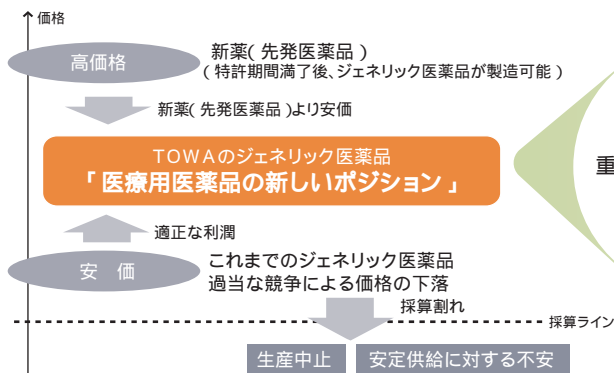 価格
高価格
新薬(先発医薬品)
(特許期間満了後、ジェネリック医薬品が製造可能)
新薬(先発医薬品)より安価
TOWAのジェネリック医薬品
「医療用医薬品の新しいポジション」
重
適正な利潤
安 価
これまでのジェネリック医薬品
過当な競争による価格の下落
採算割れ
採算ライン
生産中止
安定供給に対する不安